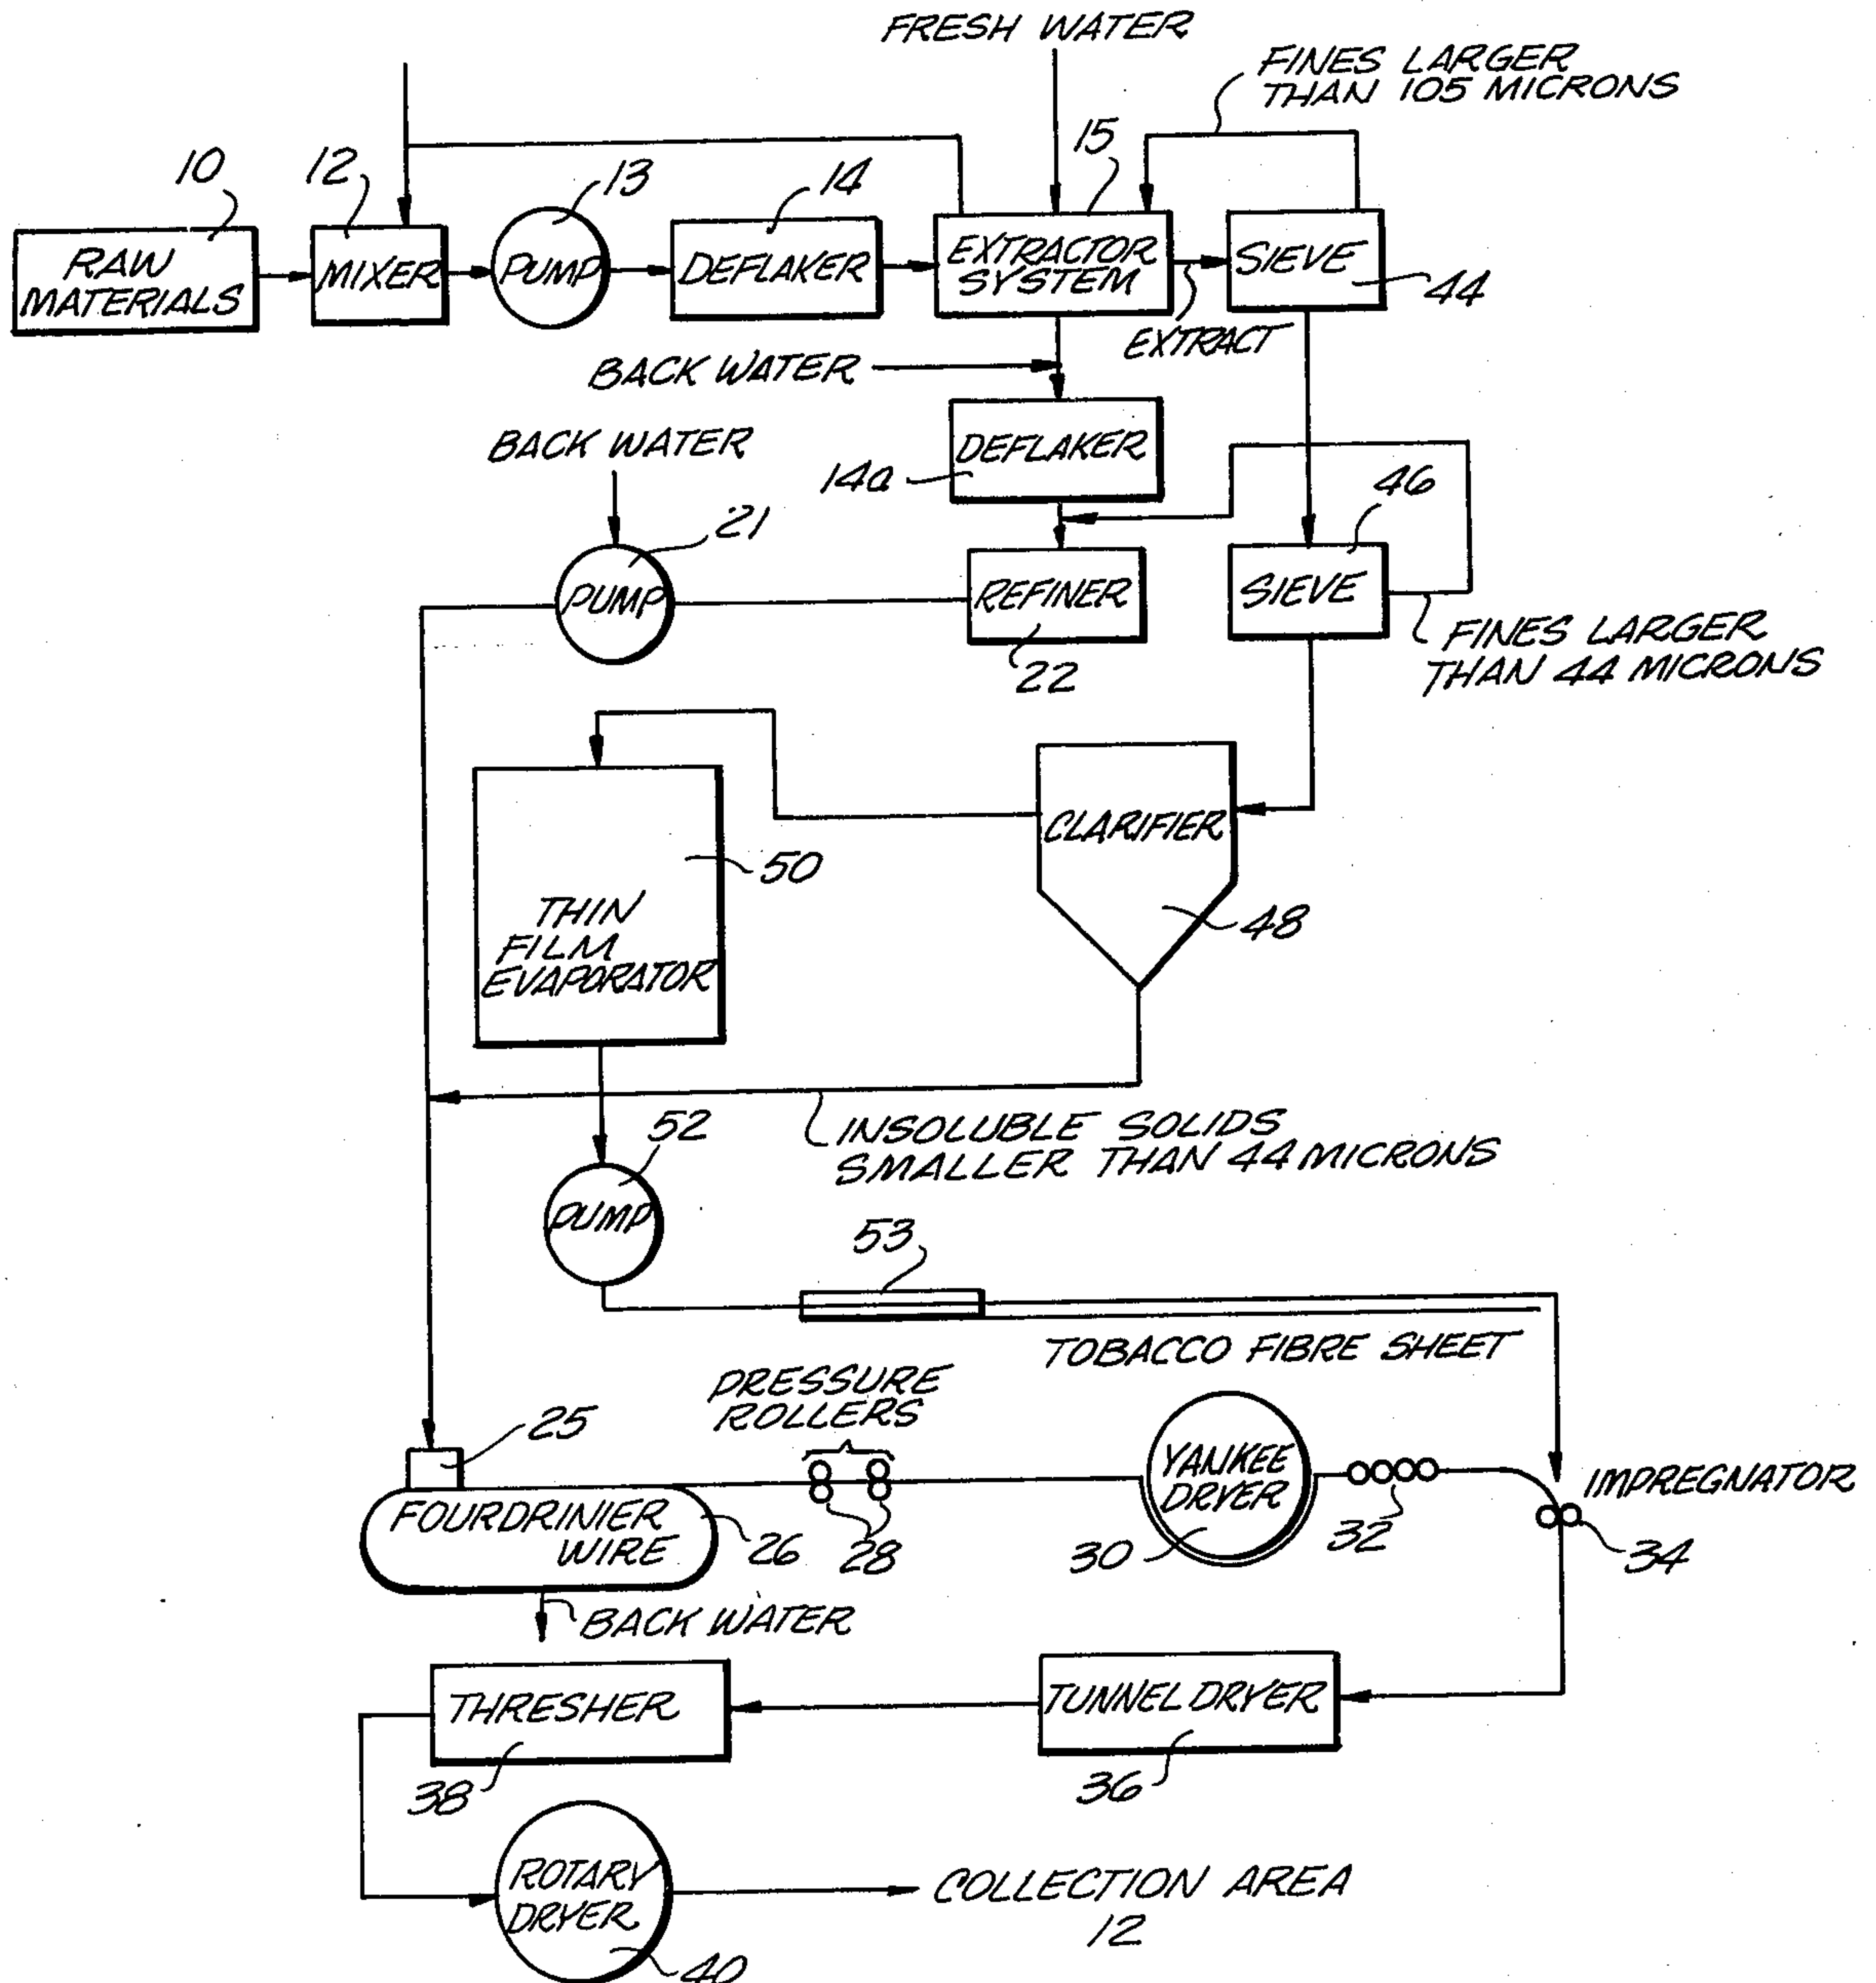 FRESH WATER
FINES LARGER
THAN 105 MICRONS
10
12
13
14
15
RAW
MATERIALS
MIXER
PUMP
DEFLAKER
EXTRACTOR
SYSTEM
SIEVE
44
EXTRACT
BACK WATER
DEFLAKER
14a
BACK WATER
46
21
PUMP
REFINER
22
SIEVE
FINES LARGER
THAN 44 MICRONS
CLARIFIER
48
50
THIN
FILM
EVAPORATOR
INSOLUBLE SOLIDS
SMALLER THAN 44 MICRONS
52
PUMP
53
TOBACCO FIBRE SHEET
PRESSURE
ROLLERS
25
FOURDRINIER
WIRE
26
28
YANKEE
DRYER
30
32
IMPREGNATOR
34
BACK WATER
THRESHER
38
TUNNEL DRYER
36
ROTARY
DRYER
40
COLLECTION AREA
12